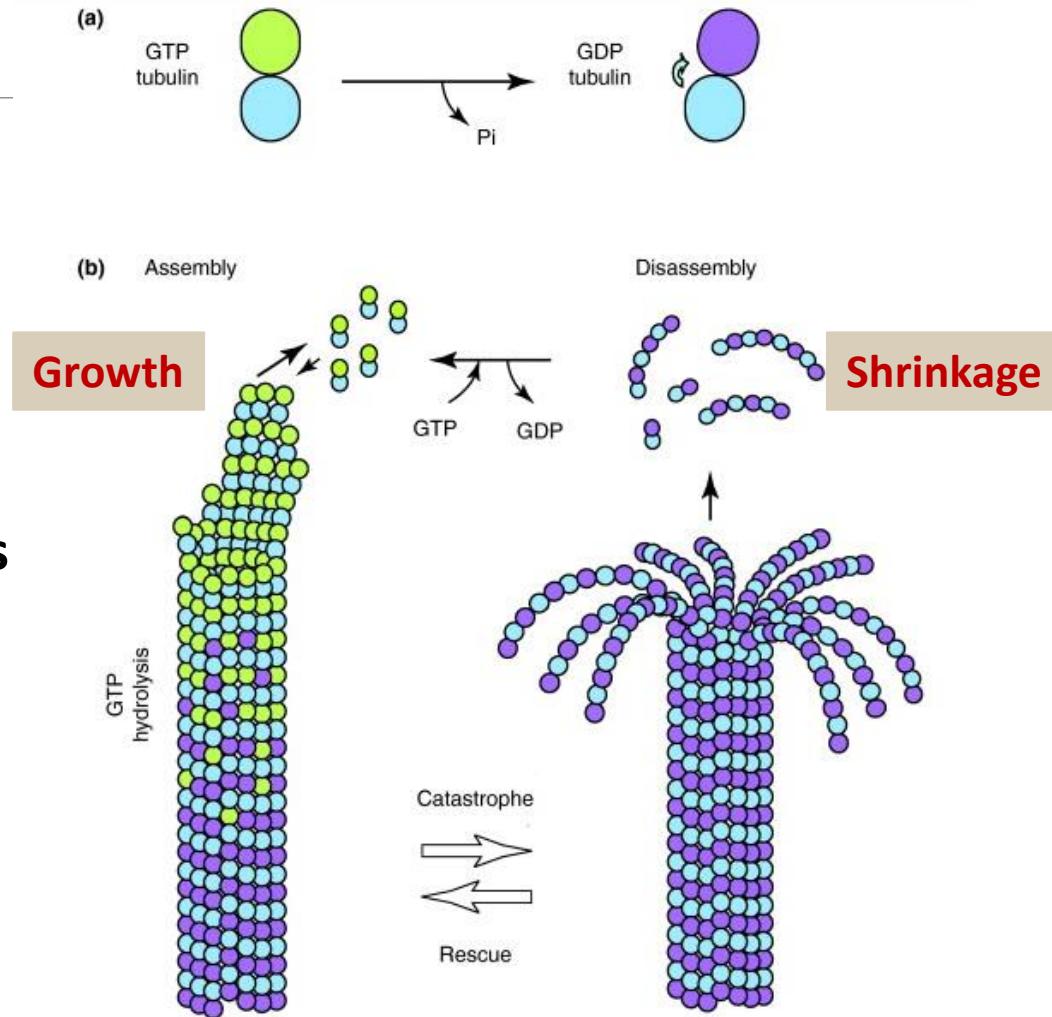 (a)
GTP
tubulin
GDP
tubulin
Pi
(b) Assembly
Disassembly
Growth
Shrinkage
GTP
GDP
s
GTP
hydrolysis
Catastrophe
Rescue